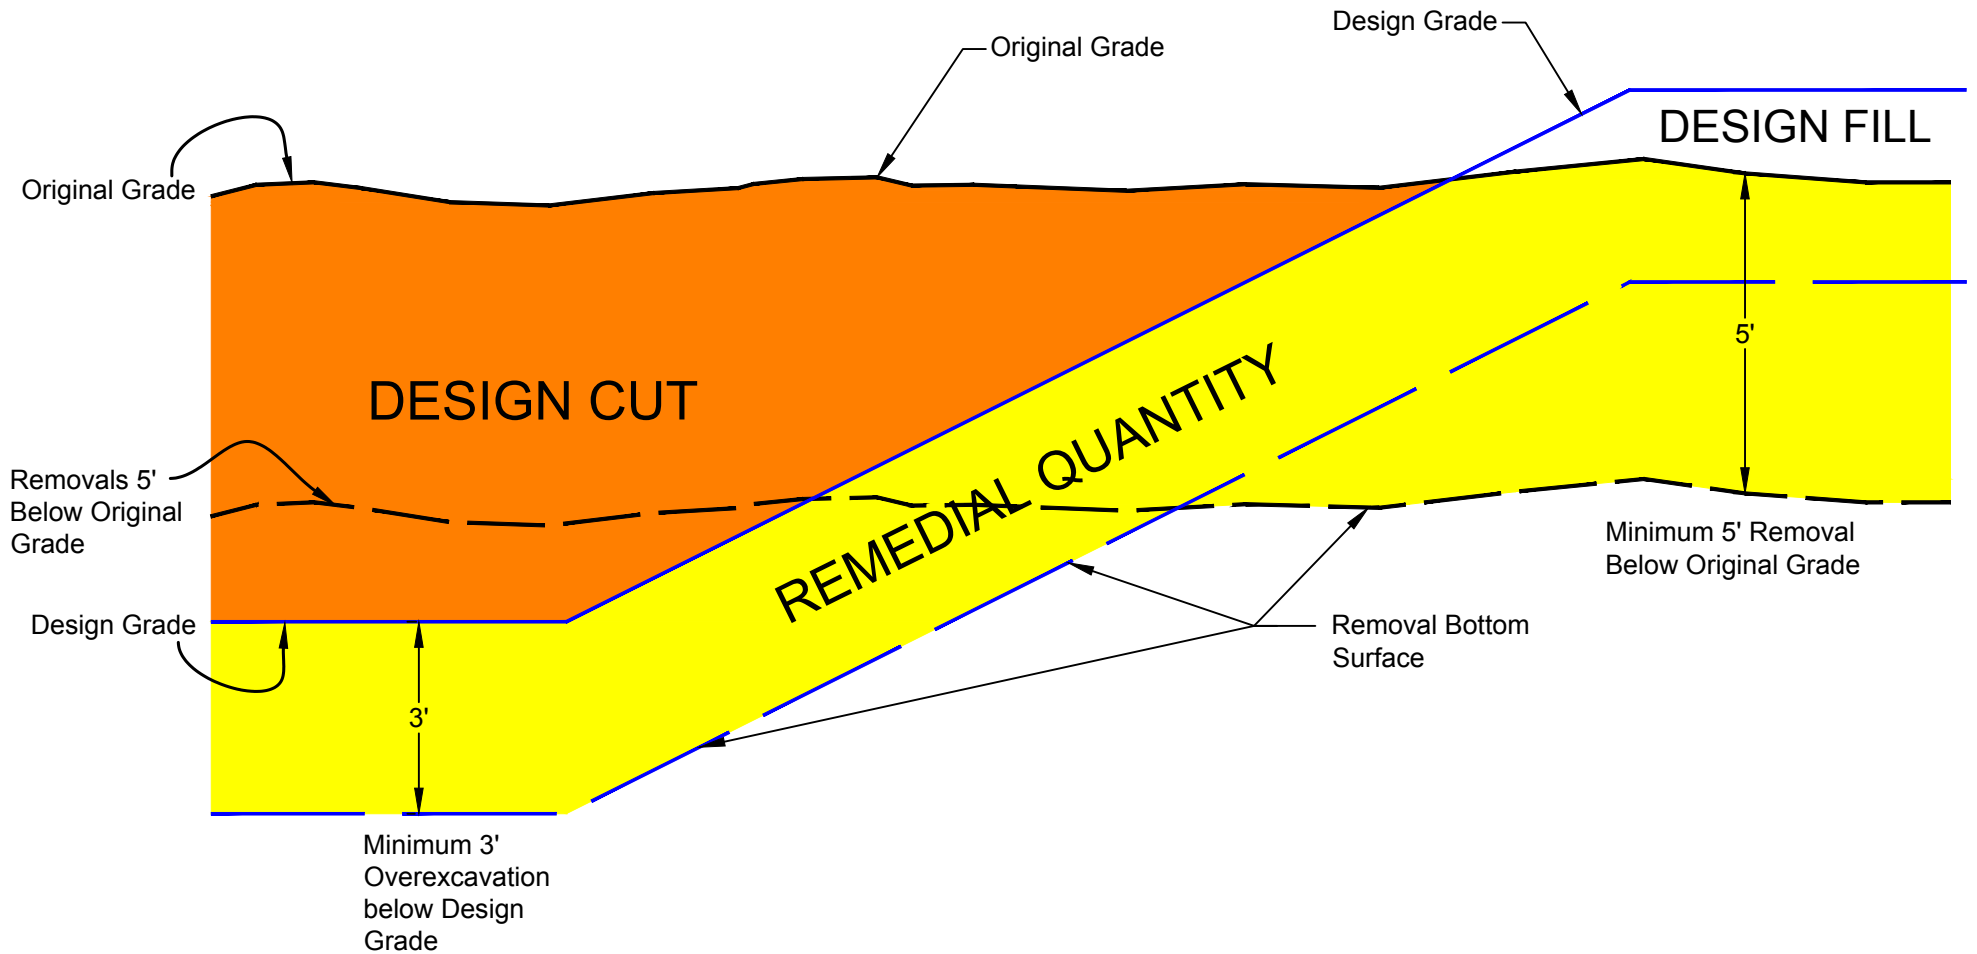 Design Grade
Original Grade
DESIGN FILL
Original Grade
5'
DESIGN CUT
REMEDIAL QUANTITY
Removals 5'
Below Original
Grade
Minimum 5' Removal
Below Original Grade
Design Grade
Removal Bottom
Surface
3'
Minimum 3'
Overexcavation
below Design
Grade